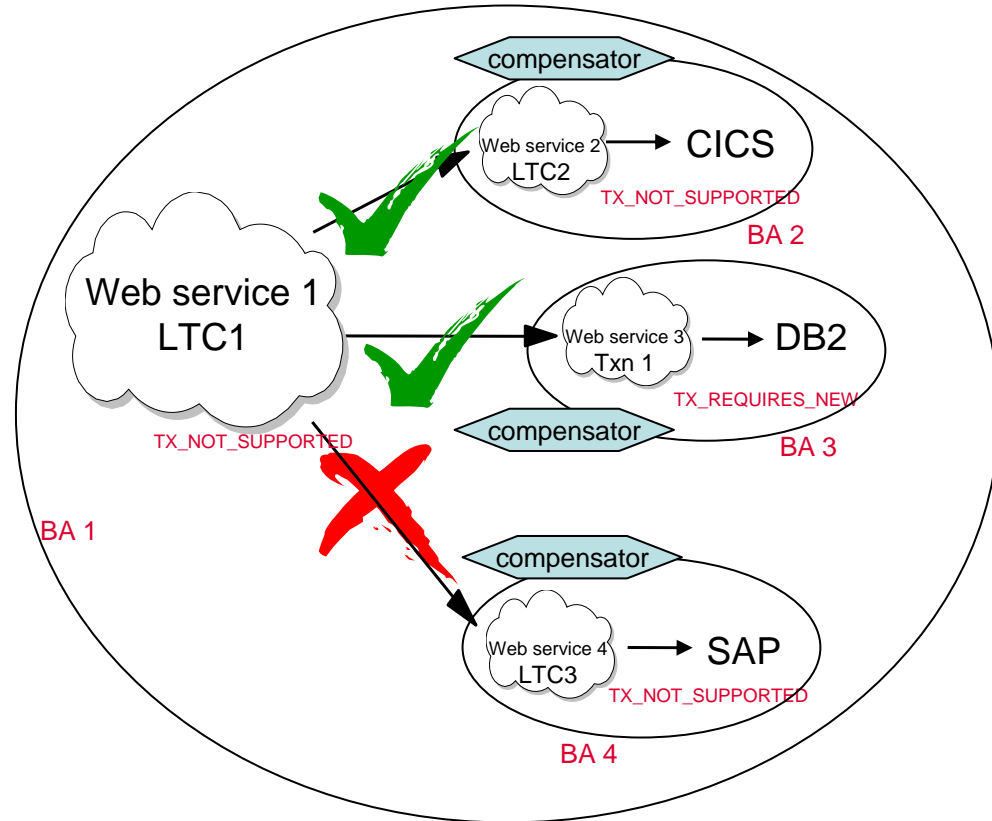 compensator
Web service 2
LTC2
CICS
TX_NOT_SUPPORTED
BA 2
Web service 1
LTC1
TX_NOT_SUPPORTED
Web service 3
Txn 1
DB2
TX_REQUIRES_NEW
compensator
BA 3
BA 1
compensator
Web service 4
LTC3
SAP
TX_NOT_SUPPORTED
BA 4